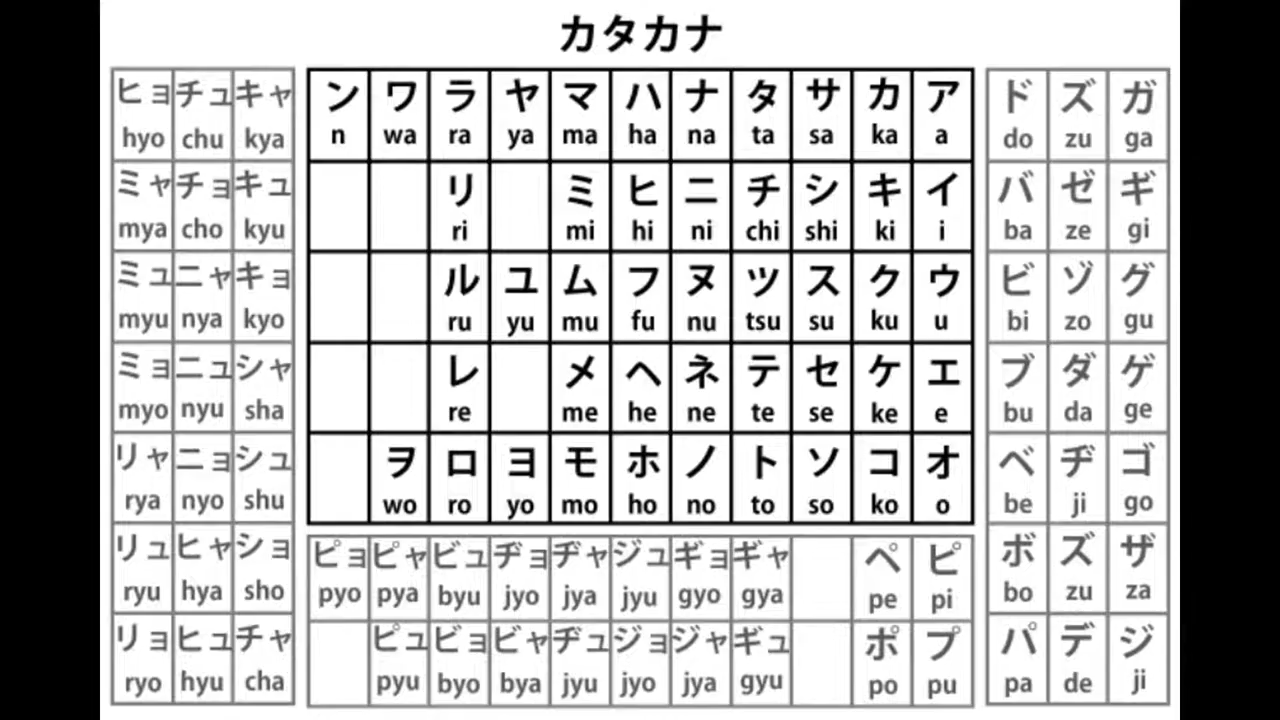 カタカナ
ヒョ チュ キャ
hyo chu kya
ミャ チョ キュ
mya cho kyu
ミュ ニャ キョ
myu nya kyo
ミョ ニュ シャ
myo nyu sha
リャ ニョ シュ
rya nyo shu
リュ ヒャ ショ
ryu hya sho
リョ ヒュ チャ
ryo hyu cha
ン ワ ラ ヤ マ ハ ナ タ サ カ ア
n wa ra ya ma ha na ta sa ka a
リ ミ ヒ ニ チ シ キ イ
ri mi hi ni chi shi ki i
ル ユ ム フ ヌ ツ ス ク ウ
ru yu mu fu nu tsu su ku u
レ メ ヘ ネ テ セ ケ エ
re me he ne te se ke e
ヲ ロ ヨ モ ホ ノ ト ソ コ オ
wo ro yo mo ho no to so ko o
ピョ ピャ ビュ ヂョ ヂャ ジュ ギョ ギャ ペ ピ
pyo pya byu jyo jya jyu gyo gya pe pi
ピュ ビョ ビャ ヂュ ジョ ジャ ギュ ポ プ
pyu byo bya jyu jyo jya gyu po pu
ド ズ ガ
do zu ga
バ ゼ ギ
ba ze gi
ビ ゾ グ
bi zo gu
ブ ダ ゲ
bu da ge
ベ ヂ ゴ
be ji go
ボ ズ ザ
bo zu za
パ デ ジ
pa de ji